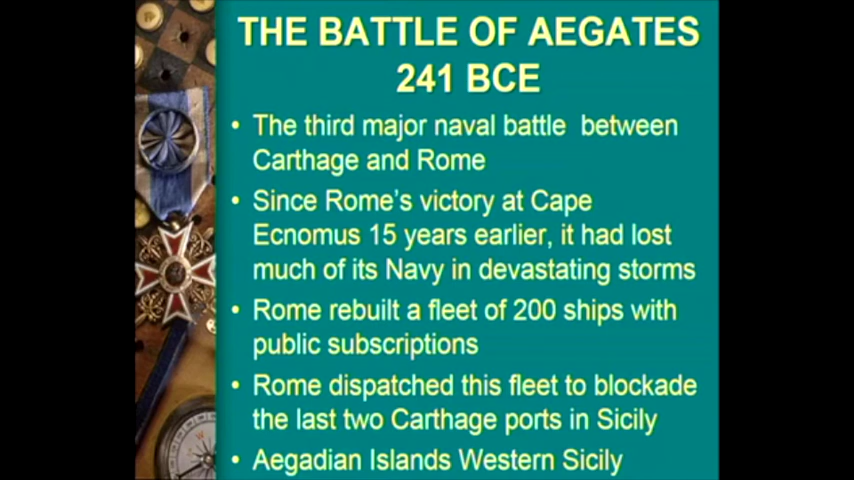 THE BATTLE OF AEGATES
241 BCE
• The third major naval battle between
Carthage and Rome
• Since Rome's victory at Cape
Ecnomus 15 years earlier, it had lost
much of its Navy in devastating storms
• Rome rebuilt a fleet of 200 ships with
public subscriptions
• Rome dispatched this fleet to blockade
the last two Carthage ports in Sicily
• Aegadian Islands Western Sicily